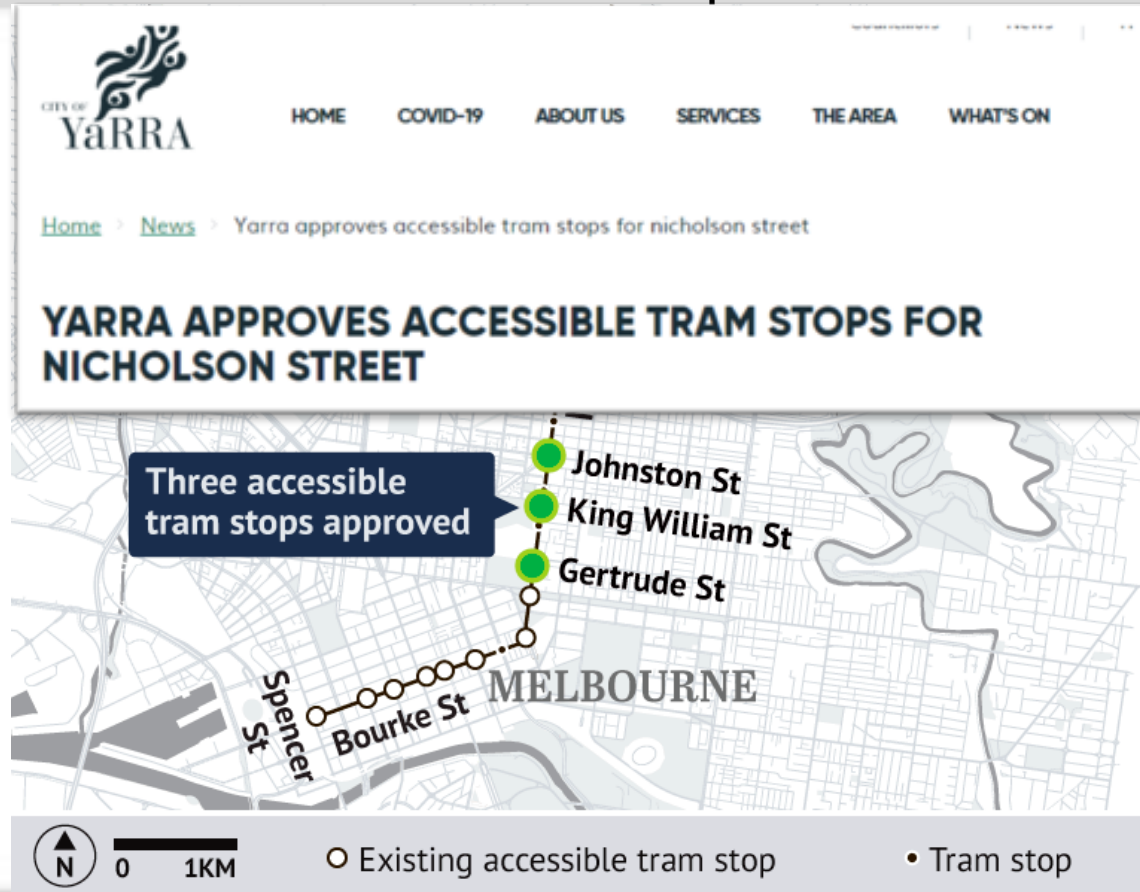 CITY OF
YaRRA
HOME COVID-19 ABOUT US SERVICES THE AREA WHAT'S ON
Home > News > Yarra approves accessible tram stops for nicholson street
YARRA APPROVES ACCESSIBLE TRAM STOPS FOR
NICHOLSON STREET
Three accessible
tram stops approved
Johnston St
King William St
Gertrude St
MELBOURNE
Spencer
St
Bourke St
N 0 1KM Existing accessible tram stop Tram stop